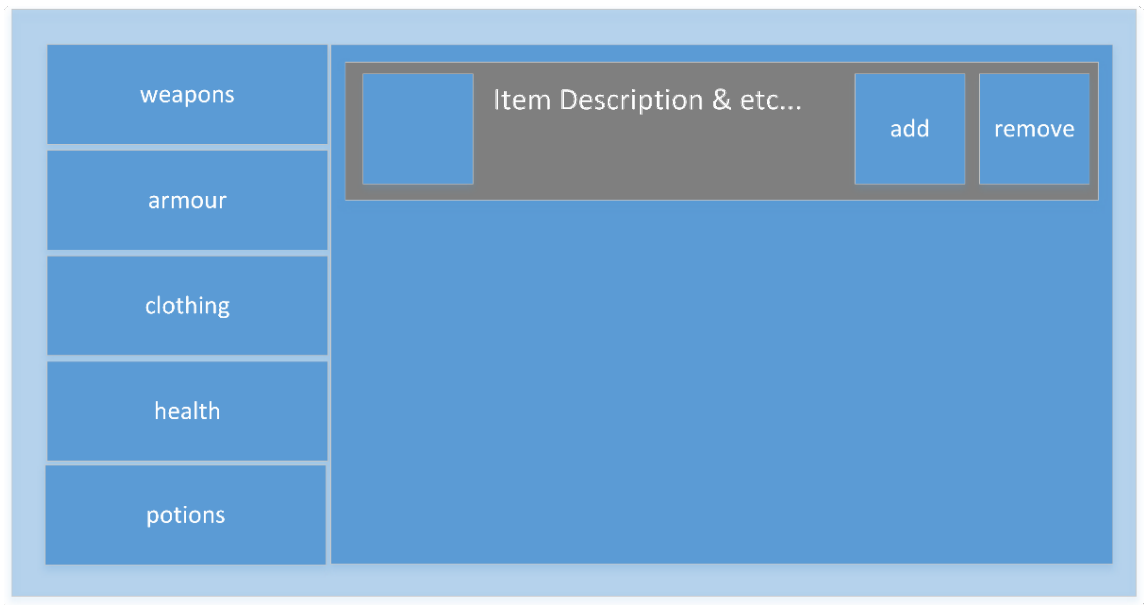 weapons
armour
clothing
health
potions
Item Description & etc...
add
remove